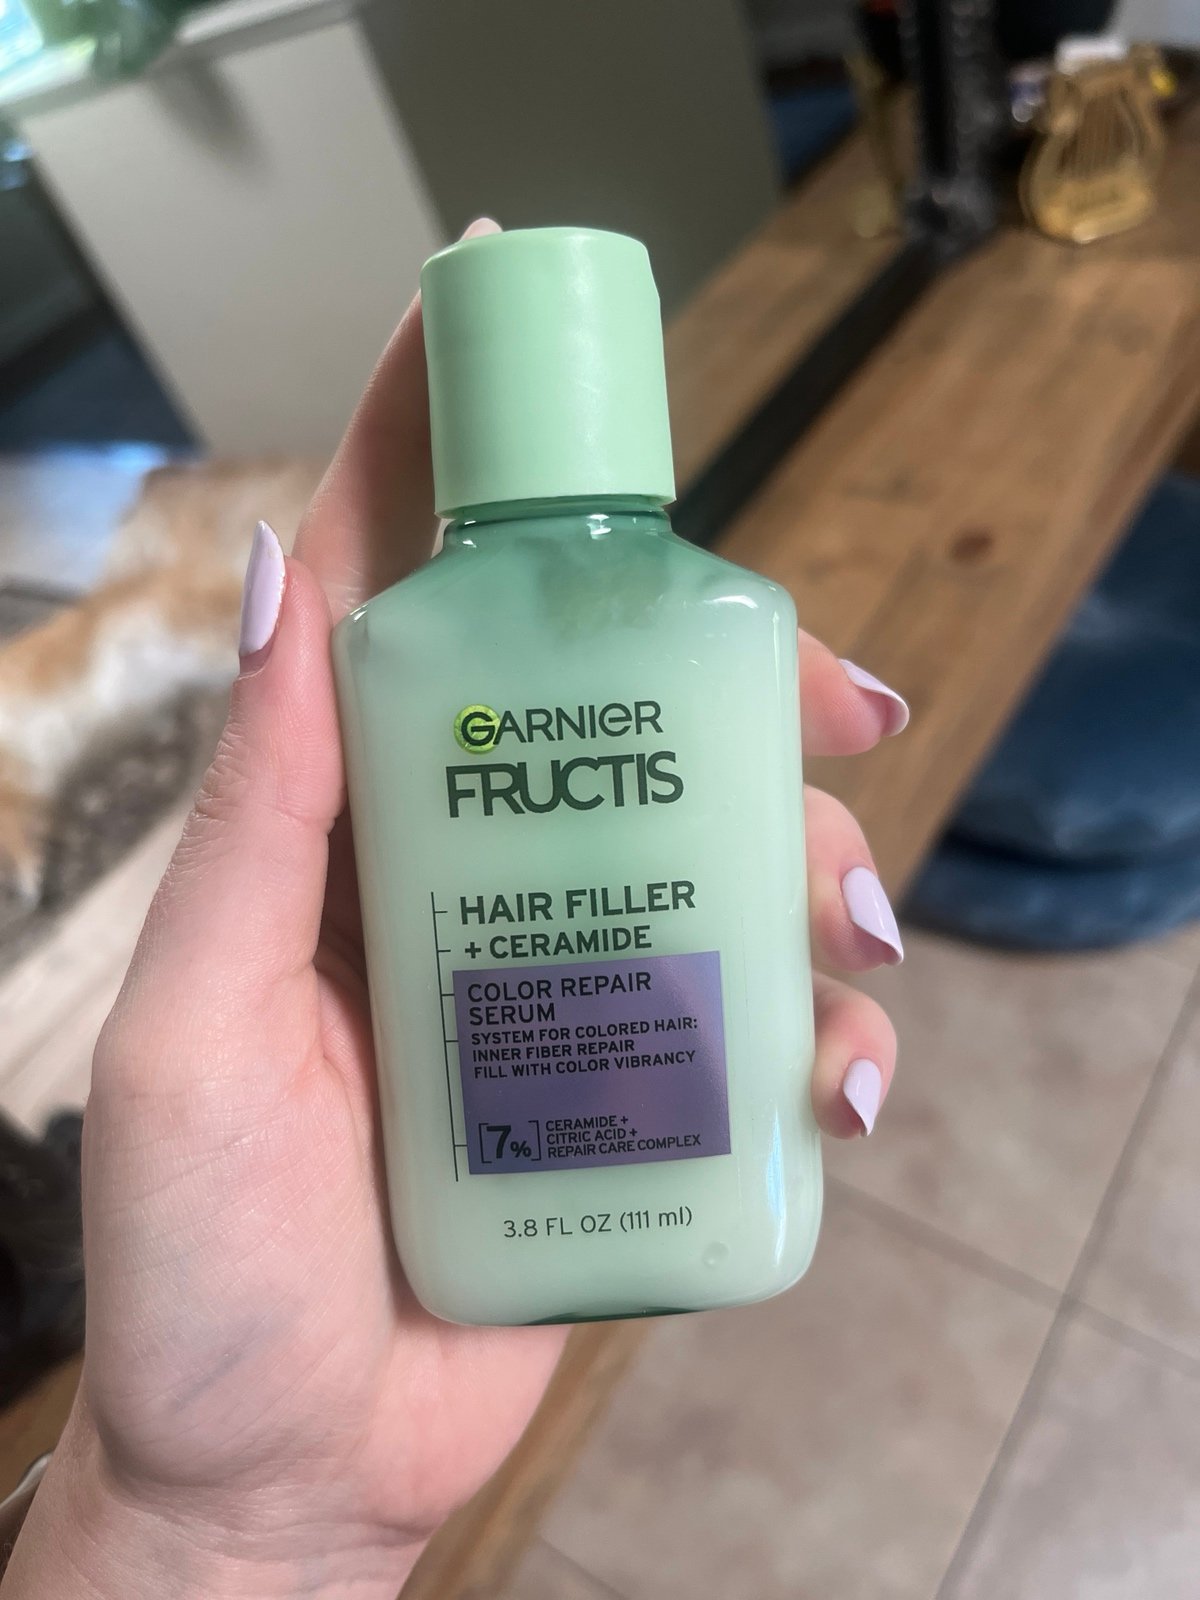 GARNIER
FRUCTIS
HAIR FILLER
+ CERAMIDE
COLOR REPAIR
SERUM
SYSTEM FOR COLORED HAIR:
INNER FIBER REPAIR
FILL WITH COLOR VIBRANCY
[7%] CERAMIDE +
CITRIC ACID +
REPAIR CARE COMPLEX
3.8 FL OZ (111 ml)